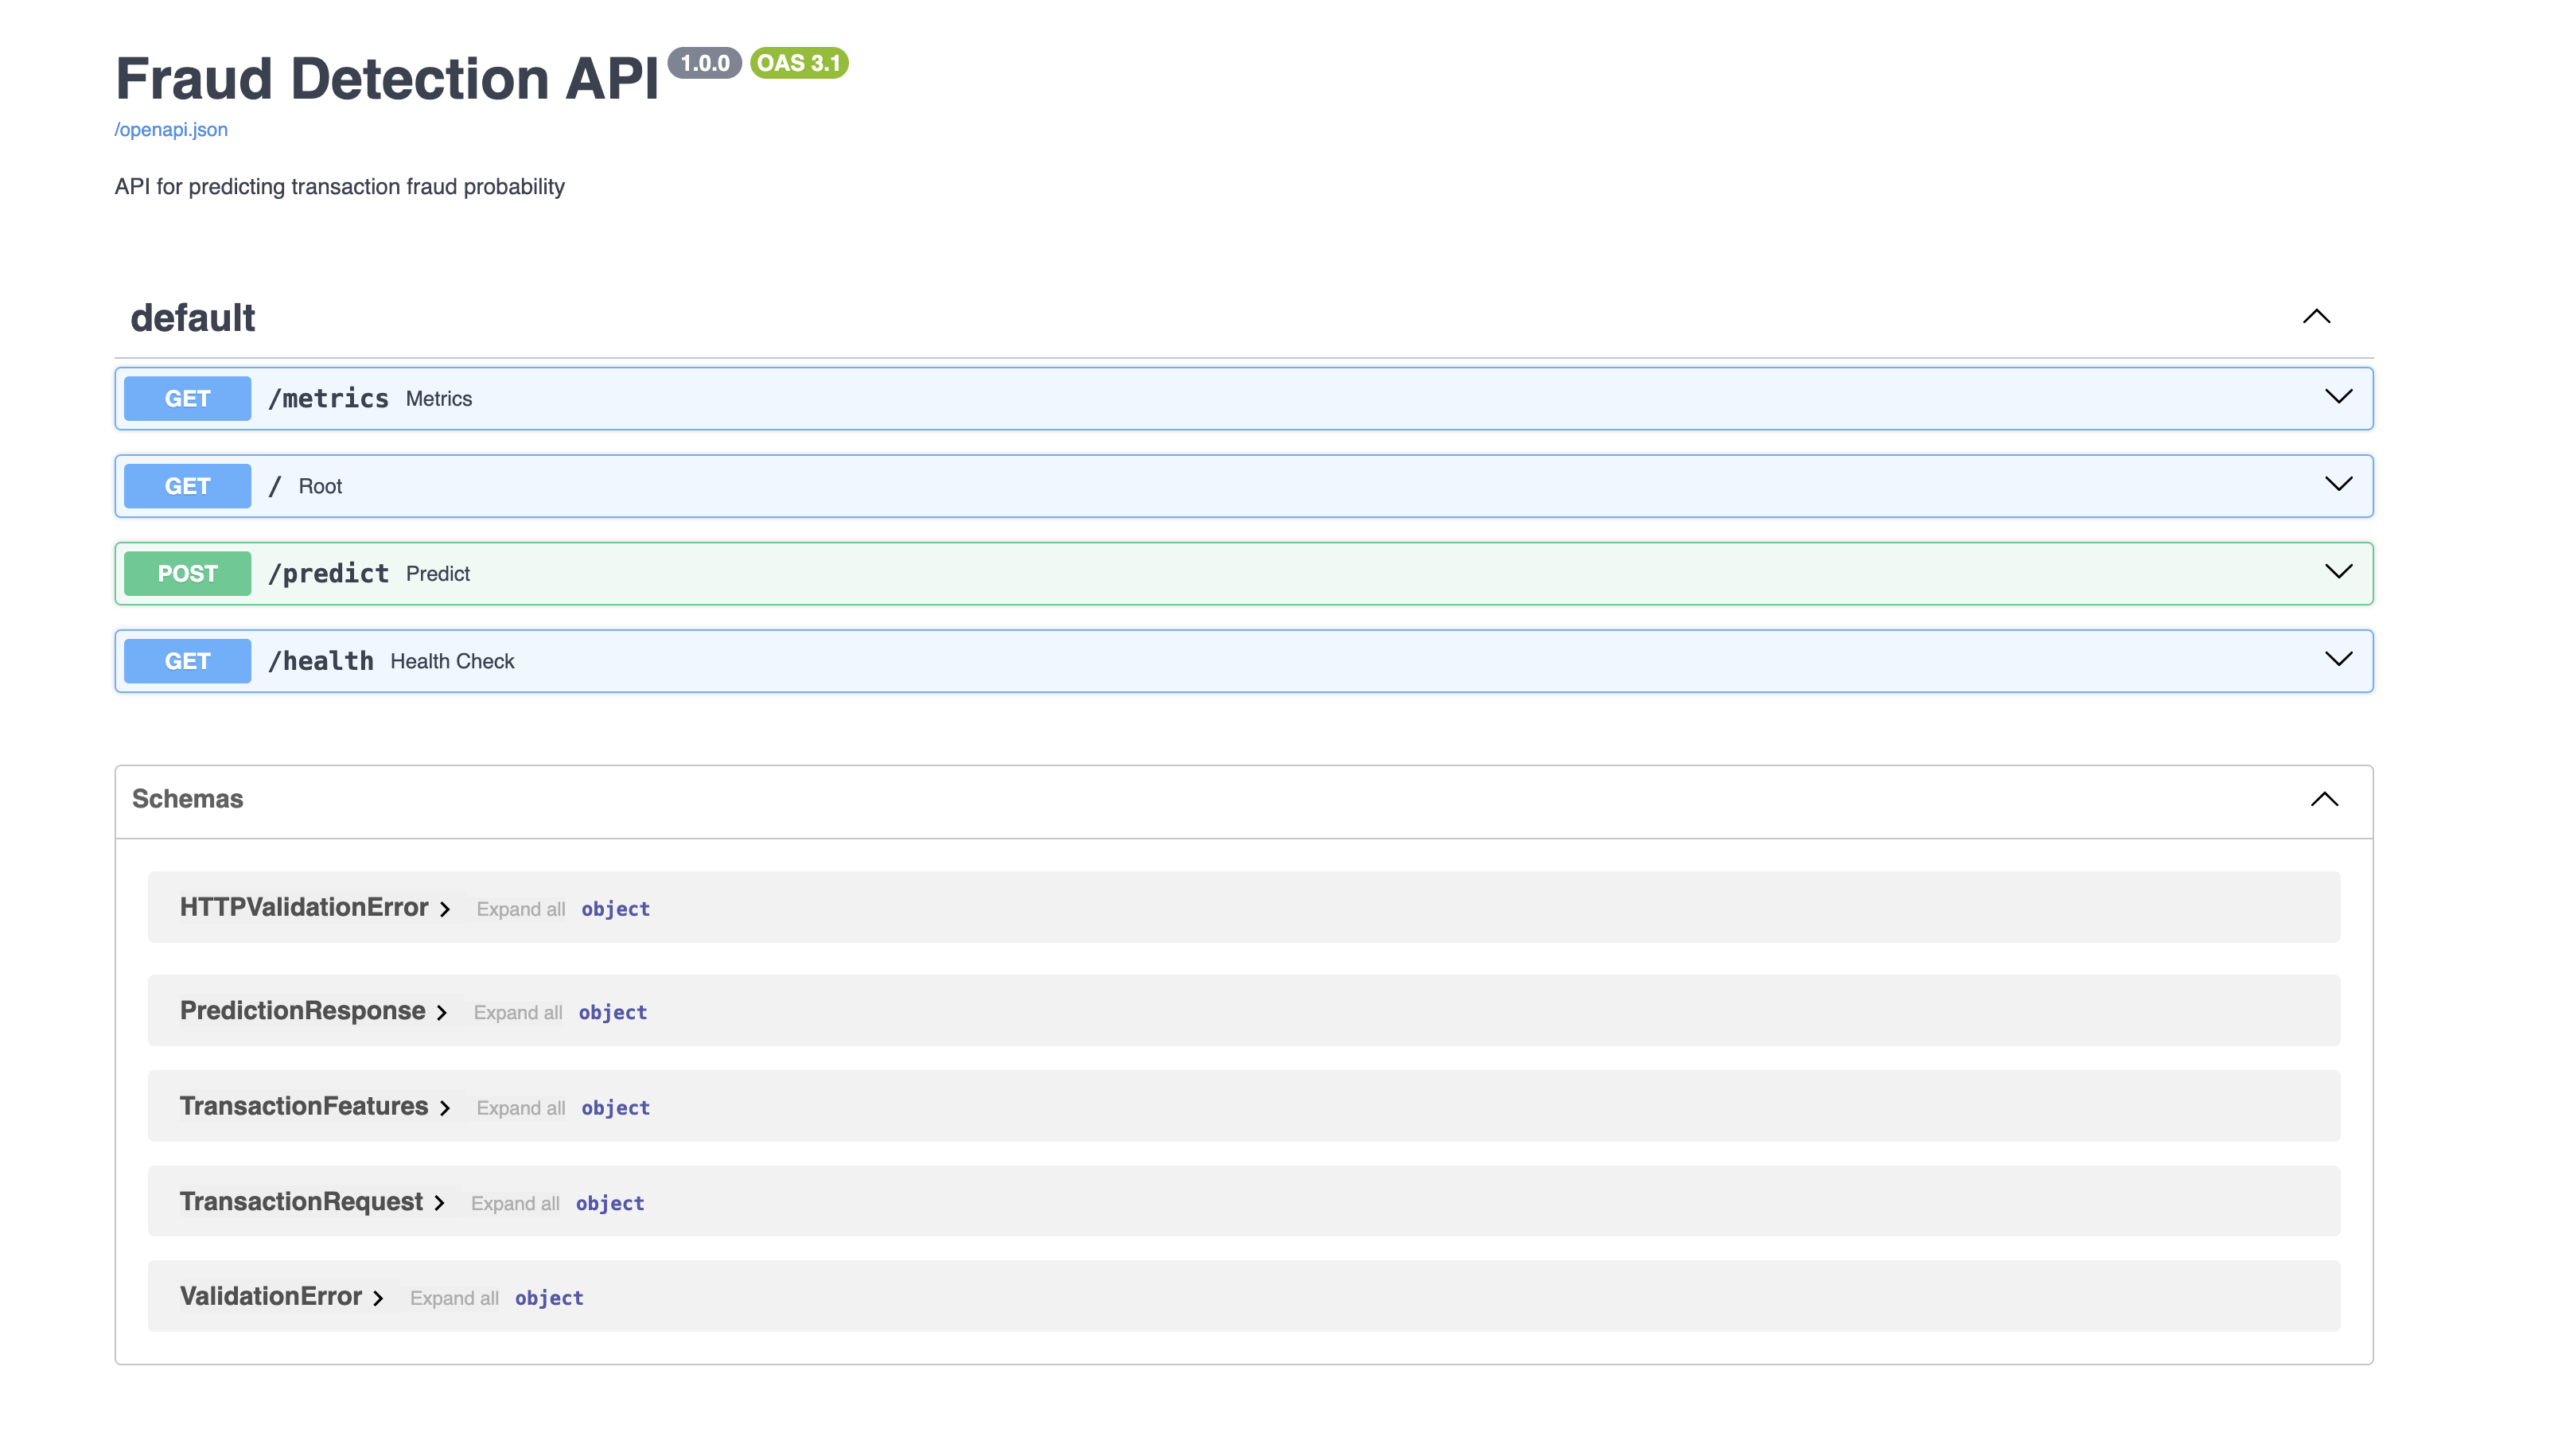 Fraud Detection API 1.0.0 OAS 3.1
/openapi.json
API for predicting transaction fraud probability
default
GET /metrics Metrics
GET / Root
POST /predict Predict
GET /health Health Check
Schemas
HTTPValidationError Expand all object
PredictionResponse Expand all object
TransactionFeatures Expand all object
TransactionRequest Expand all object
ValidationError Expand all object